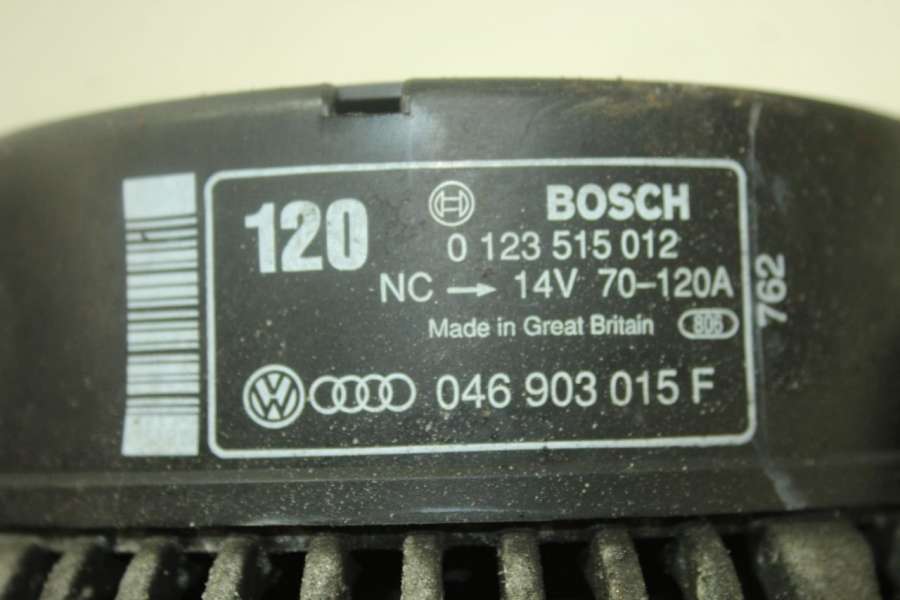 120
BOSCH
0 123 515 012
NC → 14V 70–120A
Made in Great Britain 806
046 903 015 F
762